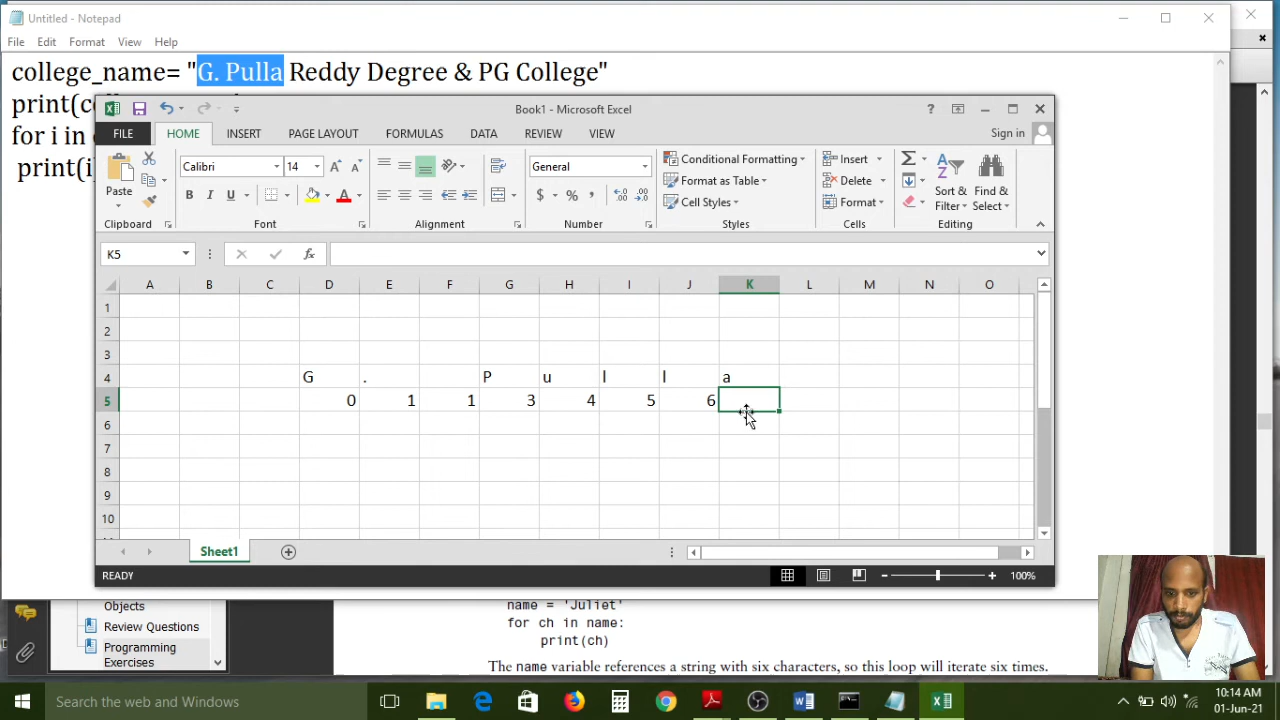 Untitled - Notepad
File Edit Format View Help
college_name= "G. Pulla Reddy Degree & PG College"
print(c
for i in
print(i
Book1 - Microsoft Excel
FILE HOME INSERT PAGE LAYOUT FORMULAS DATA REVIEW VIEW Sign in
Paste
Calibri 14
B I U
General
$ % ,
Conditional Formatting
Format as Table
Cell Styles
Insert
Delete
Format
Sort & Filter
Find & Select
Clipboard Font Alignment Number Styles Cells Editing
K5 fx
A B C D E F G H I J K L M N O
1
2
3
4 G . P u l l a
5 0 1 1 3 4 5 6
6
7
8
9
10
Sheet1
READY 100%
Objects
Review Questions
Programming Exercises
name = 'Juliet'
for ch in name:
print(ch)
The name variable references a string with six characters, so this loop will iterate six times.
Search the web and Windows
10:14 AM
01-Jun-21